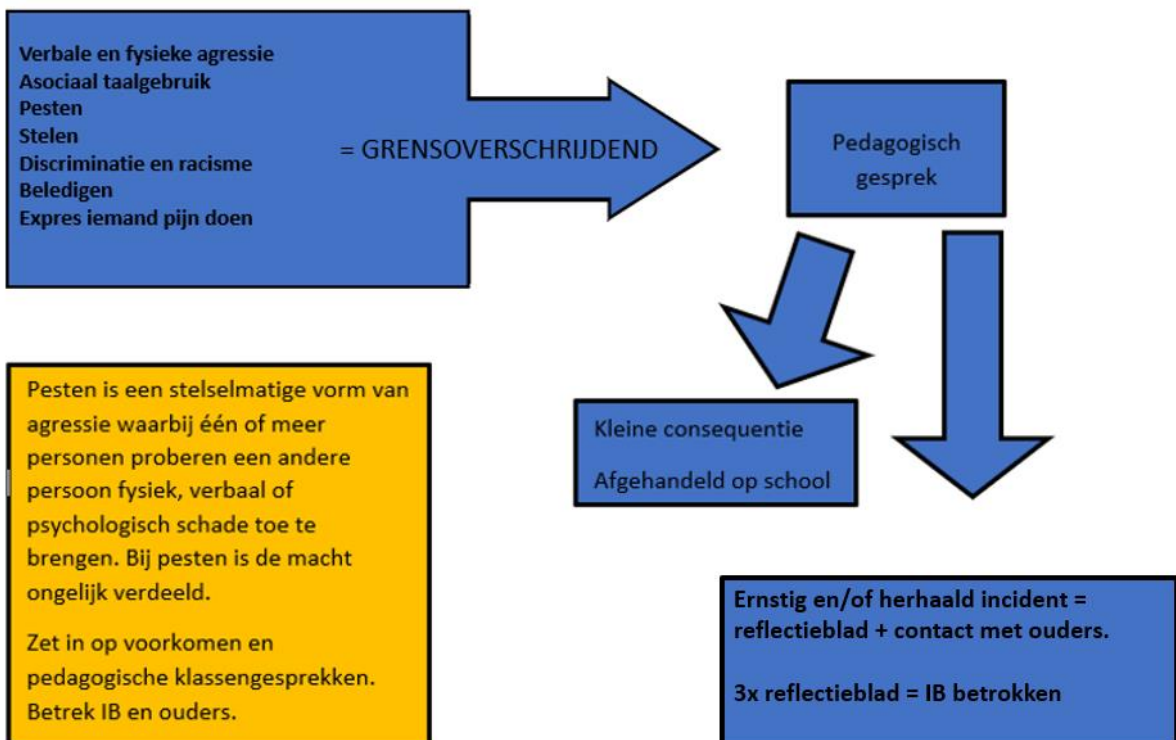 Verbale en fysieke agressie
Asociaal taalgebruik
Pesten
Stelen
Discriminatie en racisme
Beledigen
Expres iemand pijn doen
= GRENSOVERSCHRIJDEND
Pedagogisch
gesprek
Kleine consequentie
Afgehandeld op school
Pesten is een stelselmatige vorm van
agressie waarbij één of meer
personen proberen een andere
persoon fysiek, verbaal of
psychologisch schade toe te
brengen. Bij pesten is de macht
ongelijk verdeeld.
Zet in op voorkomen en
pedagogische klassengesprekken.
Betrek IB en ouders.
Ernstig en/of herhaald incident =
reflectieblad + contact met ouders.
3x reflectieblad = IB betrokken